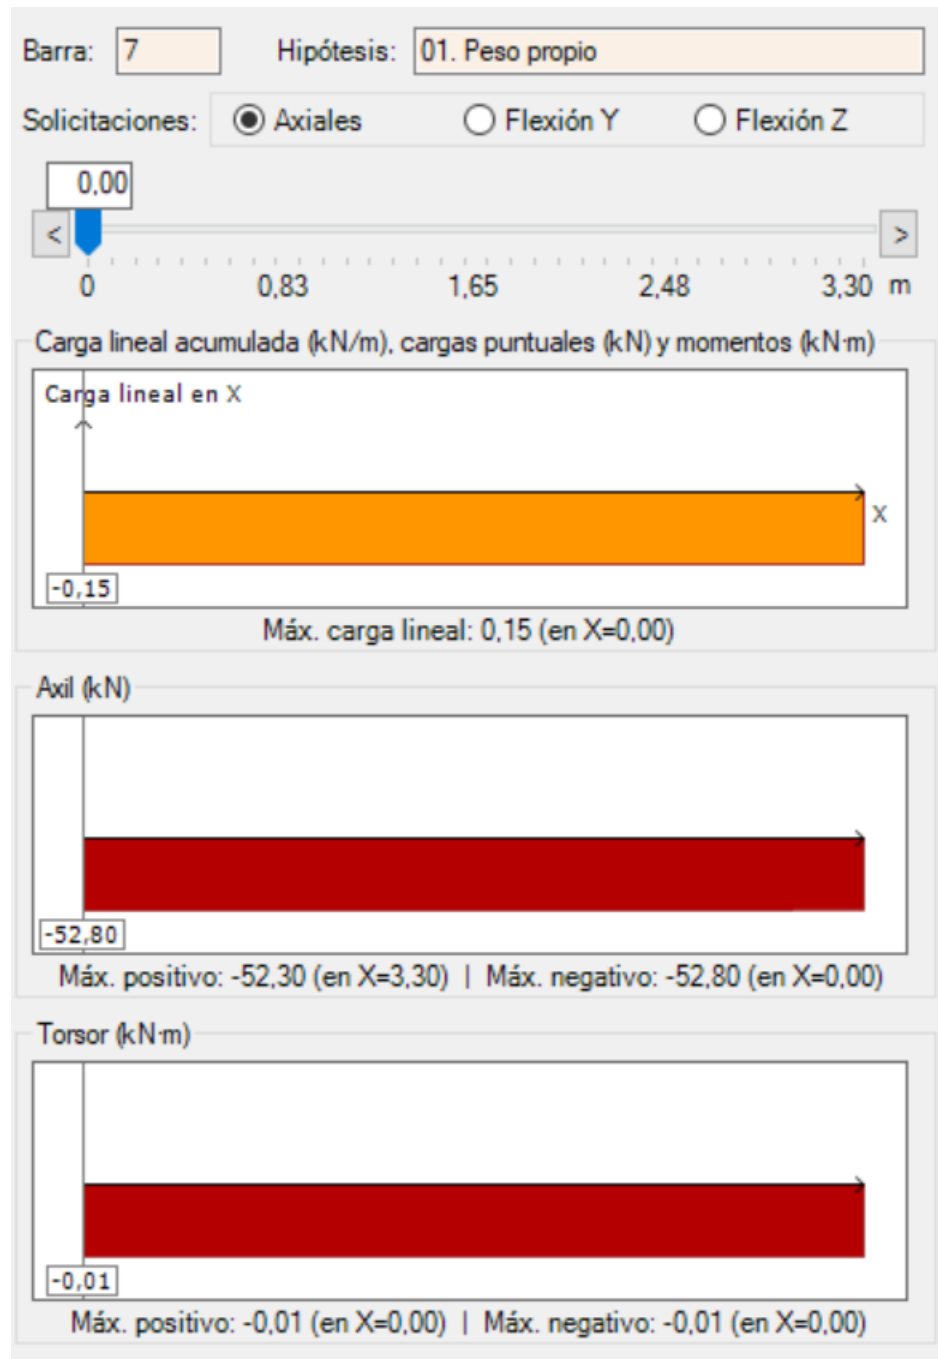 Barra: 7 Hipótesis: 01. Peso propio
Solicitaciones: Axiales Flexión Y Flexión Z
0,00
< >
0 0,83 1,65 2,48 3,30 m
Carga lineal acumulada (kN/m), cargas puntuales (kN) y momentos (kN·m)
Carga lineal en X
X
-0,15
Máx. carga lineal: 0,15 (en X=0,00)
Axil (kN)
-52,80
Máx. positivo: -52,30 (en X=3,30) | Máx. negativo: -52,80 (en X=0,00)
Torsor (kN·m)
-0,01
Máx. positivo: -0,01 (en X=0,00) | Máx. negativo: -0,01 (en X=0,00)